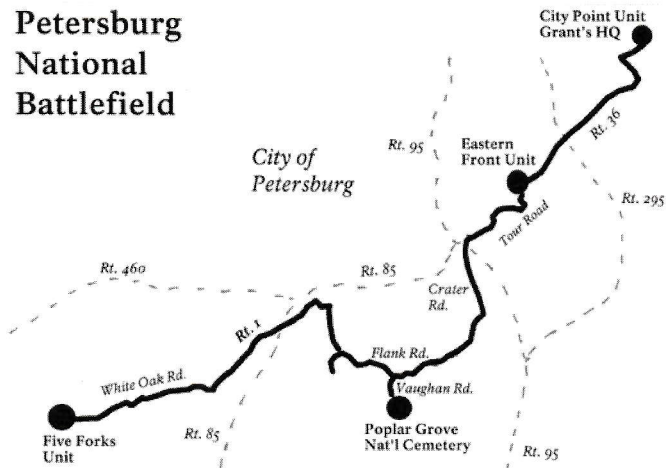 Petersburg
National
Battlefield
City Point Unit
Grant's HQ
Rt. 36
Rt. 95
Eastern
Front Unit
City of
Petersburg
Rt. 295
Tour Road
Rt. 460
Rt. 85
Crater
Rd.
Rt. 1
Flank Rd.
White Oak Rd.
Vaughan Rd.
Five Forks
Unit
Rt. 85
Poplar Grove
Nat'l Cemetery
Rt. 95